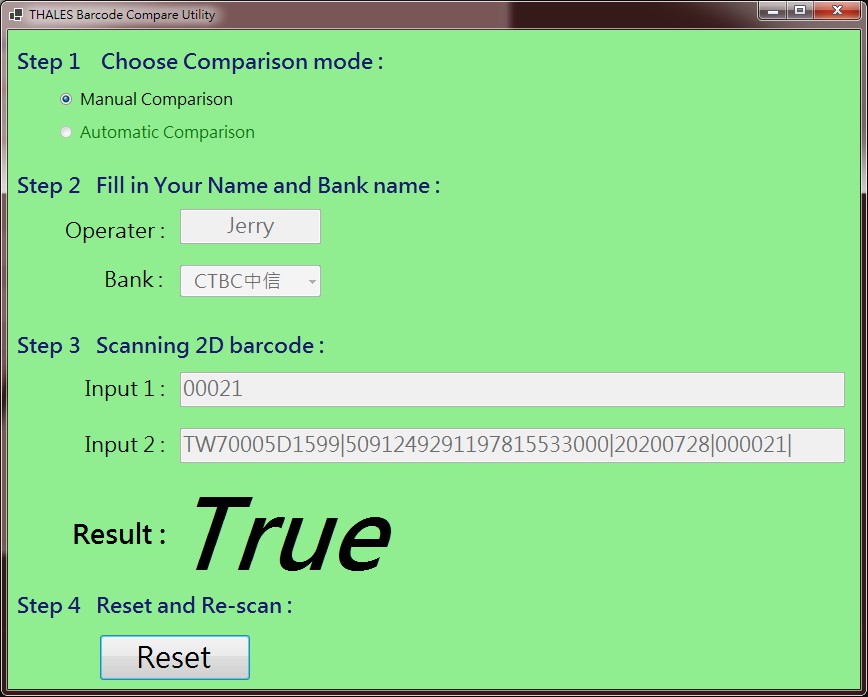 THALES Barcode Compare Utility
Step 1 Choose Comparison mode :
Manual Comparison
Automatic Comparison
Step 2 Fill in Your Name and Bank name :
Operater : Jerry
Bank : CTBC中信
Step 3 Scanning 2D barcode :
Input 1 : 00021
Input 2 : TW70005D1599|5091249291197815533000|20200728|000021|
Result : True
Step 4 Reset and Re-scan :
Reset